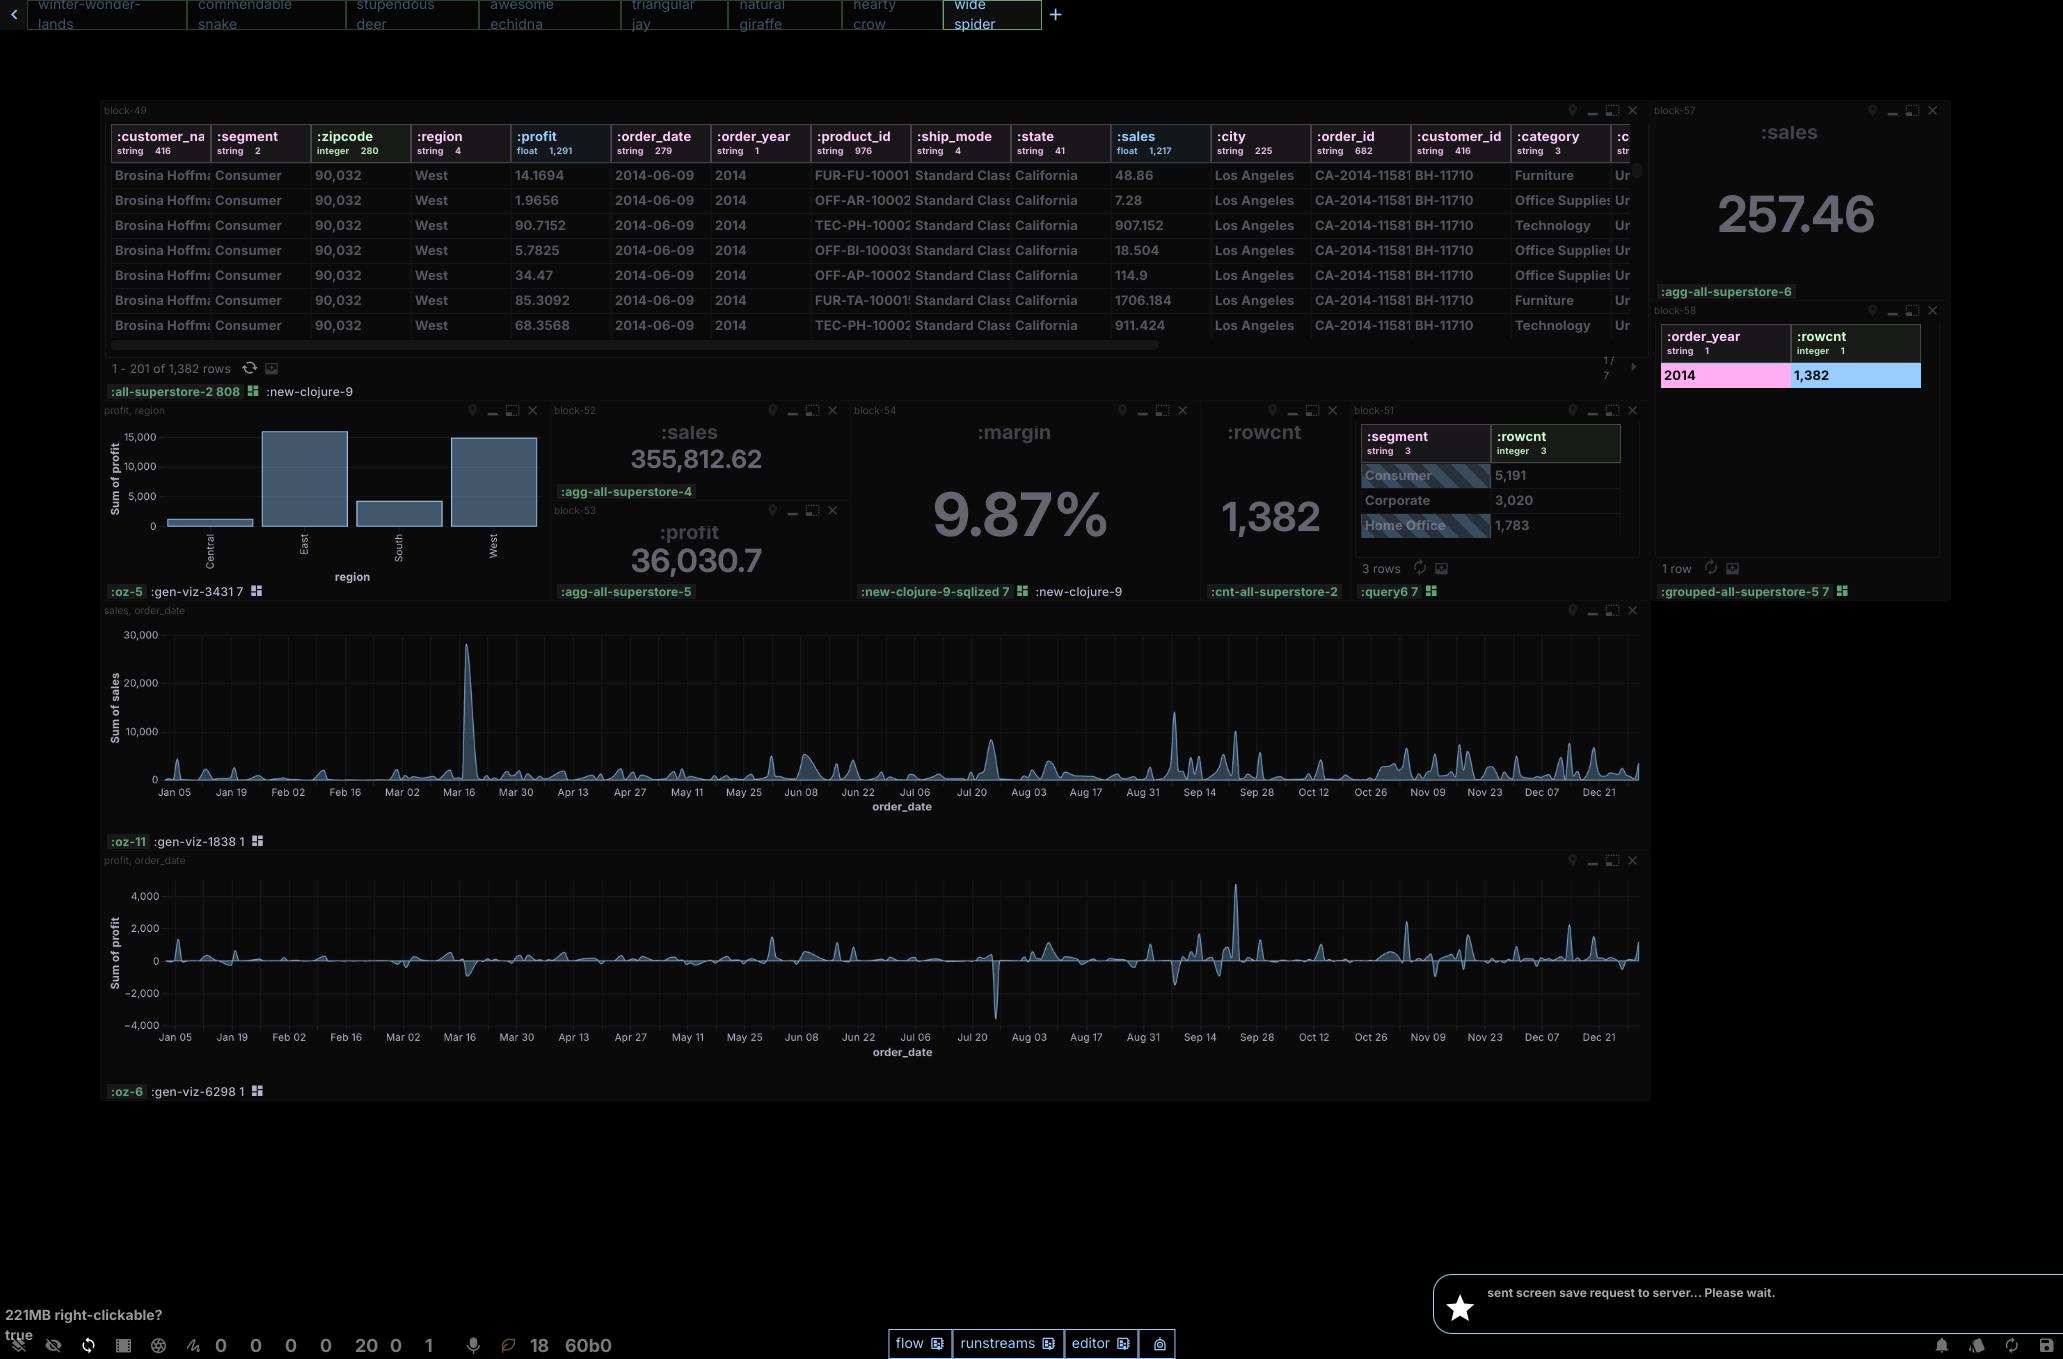 winter-wonder-lands
commendable snake
stupendous deer
awesome echidna
triangular jay
natural giraffe
hearty crow
wide spider
block-49
:customer_na :segment :zipcode :region :profit :order_date :order_year :product_id :ship_mode :state :sales :city :order_id :customer_id :category :c
string 416 string 2 integer 280 string 4 float 1,291 string 279 string 1 string 976 string 4 string 41 float 1,217 string 225 string 682 string 416 string 3 str
Brosina Hoffma Consumer 90,032 West 14.1694 2014-06-09 2014 FUR-FU-10001 Standard Class California 48.86 Los Angeles CA-2014-11581 BH-11710 Furniture Ur
Brosina Hoffma Consumer 90,032 West 1.9656 2014-06-09 2014 OFF-AR-10002 Standard Class California 7.28 Los Angeles CA-2014-11581 BH-11710 Office Supplies Ur
Brosina Hoffma Consumer 90,032 West 90.7152 2014-06-09 2014 TEC-PH-10002 Standard Class California 907.152 Los Angeles CA-2014-11581 BH-11710 Technology Ur
Brosina Hoffma Consumer 90,032 West 5.7825 2014-06-09 2014 OFF-BI-100039 Standard Class California 18.504 Los Angeles CA-2014-11581 BH-11710 Office Supplies Ur
Brosina Hoffma Consumer 90,032 West 34.47 2014-06-09 2014 OFF-AP-10002 Standard Class California 114.9 Los Angeles CA-2014-11581 BH-11710 Office Supplies Ur
Brosina Hoffma Consumer 90,032 West 85.3092 2014-06-09 2014 FUR-TA-100015 Standard Class California 1706.184 Los Angeles CA-2014-11581 BH-11710 Furniture Ur
Brosina Hoffma Consumer 90,032 West 68.3568 2014-06-09 2014 TEC-PH-10002 Standard Class California 911.424 Los Angeles CA-2014-11581 BH-11710 Technology Ur
1 - 201 of 1,382 rows
1 / 7
:all-superstore-2 808 :new-clojure-9
block-57
:sales
257.46
:agg-all-superstore-6
block-58
:order_year :rowcnt
string 1 integer 1
2014 1,382
1 row
:grouped-all-superstore-5 7
profit, region
Sum of profit
15,000
10,000
5,000
0
Central East South West
region
:oz-5 :gen-viz-3431 7
block-52
:sales
355,812.62
:agg-all-superstore-4
block-53
:profit
36,030.7
:agg-all-superstore-5
block-54
:margin
9.87%
:new-clojure-9-sqlized 7 :new-clojure-9
:rowcnt
1,382
:cnt-all-superstore-2
block-51
:segment :rowcnt
string 3 integer 3
Consumer 5,191
Corporate 3,020
Home Office 1,783
3 rows
:query6 7
sales, order_date
Sum of sales
30,000
20,000
10,000
0
Jan 05 Jan 19 Feb 02 Feb 16 Mar 02 Mar 16 Mar 30 Apr 13 Apr 27 May 11 May 25 Jun 08 Jun 22 Jul 06 Jul 20 Aug 03 Aug 17 Aug 31 Sep 14 Sep 28 Oct 12 Oct 26 Nov 09 Nov 23 Dec 07 Dec 21
order_date
:oz-11 :gen-viz-1838 1
profit, order_date
Sum of profit
4,000
2,000
0
−2,000
−4,000
Jan 05 Jan 19 Feb 02 Feb 16 Mar 02 Mar 16 Mar 30 Apr 13 Apr 27 May 11 May 25 Jun 08 Jun 22 Jul 06 Jul 20 Aug 03 Aug 17 Aug 31 Sep 14 Sep 28 Oct 12 Oct 26 Nov 09 Nov 23 Dec 07 Dec 21
order_date
:oz-6 :gen-viz-6298 1
221MB right-clickable?
true
0 0 0 0 20 0 1 18 60b0
flow runstreams editor
sent screen save request to server... Please wait.